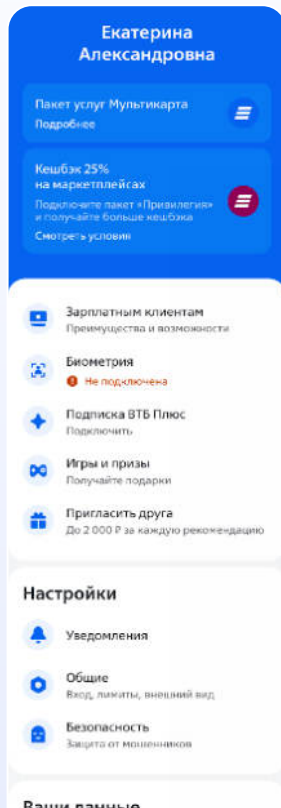 Екатерина
Александровна
Пакет услуг Мультикарта
Подробнее
Кешбэк 25%
на маркетплейсах
Подключите пакет «Привилегия»
и получайте больше кешбэка
Смотреть условия
Зарплатным клиентам
Преимущества и возможности
Биометрия
Не подключена
Подписка ВТБ Плюс
Подключить
Игры и призы
Получайте подарки
Пригласить друга
До 2 000 ₽ за каждую рекомендацию
Настройки
Уведомления
Общие
Вход, лимиты, внешний вид
Безопасность
Защита от мошенников
Ваши данные